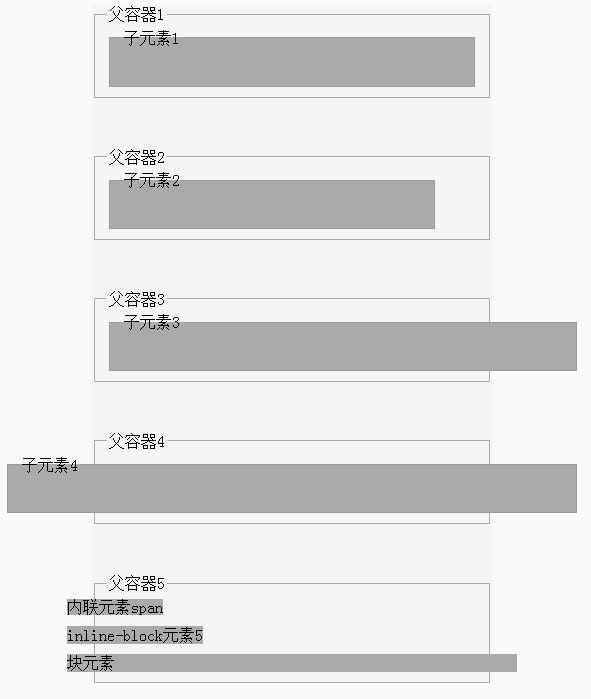 父容器1
子元素1
父容器2
子元素2
父容器3
子元素3
父容器4
子元素4
父容器5
内联元素span
inline-block元素5
块元素